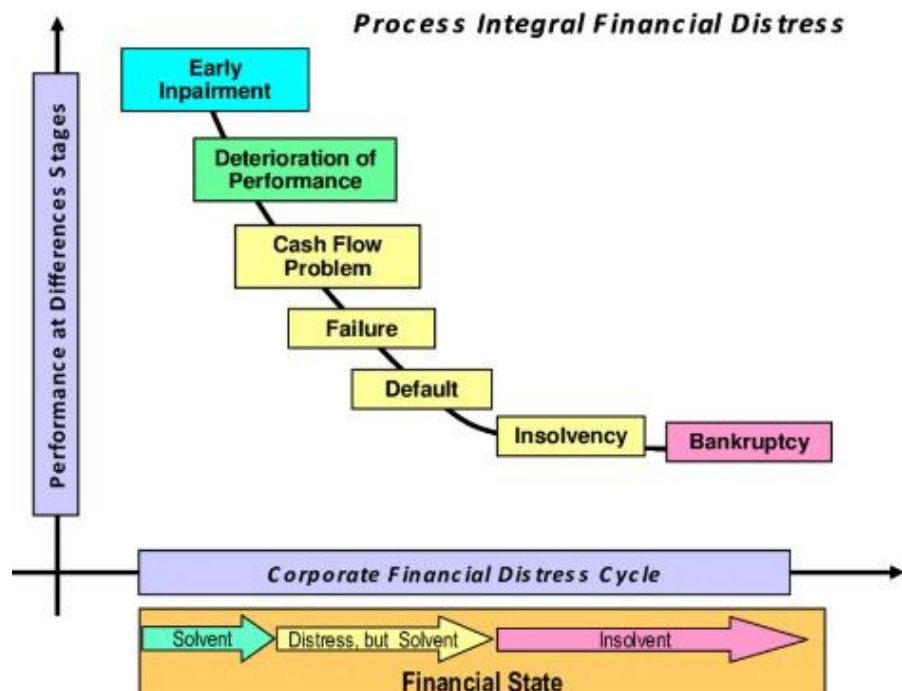 Process Integral Financial Distress
Performance at Differences Stages
Early
Inpairment
Deterioration of
Performance
Cash Flow
Problem
Failure
Default
Insolvency
Bankruptcy
Corporate Financial Distress Cycle
Solvent
Distress, but Solvent
Insolvent
Financial State